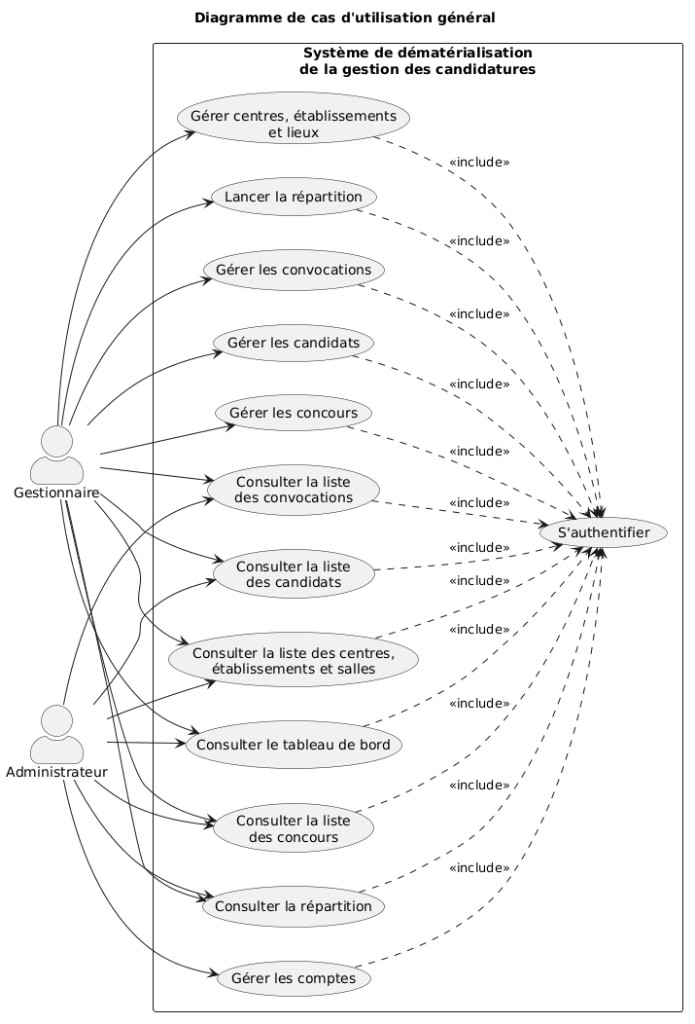 Diagramme de cas d'utilisation général
Système de dématérialisation
de la gestion des candidatures
Gérer centres, établissements
et lieux
«include»
Lancer la répartition
«include»
Gérer les convocations
«include»
Gérer les candidats
«include»
Gérer les concours
«include»
Gestionnaire
Consulter la liste
des convocations
«include»
S'authentifier
Consulter la liste
des candidats
«include»
«include»
Consulter la liste des centres,
établissements et salles
«include»
Consulter le tableau de bord
«include»
Administrateur
Consulter la liste
des concours
«include»
Consulter la répartition
«include»
Gérer les comptes